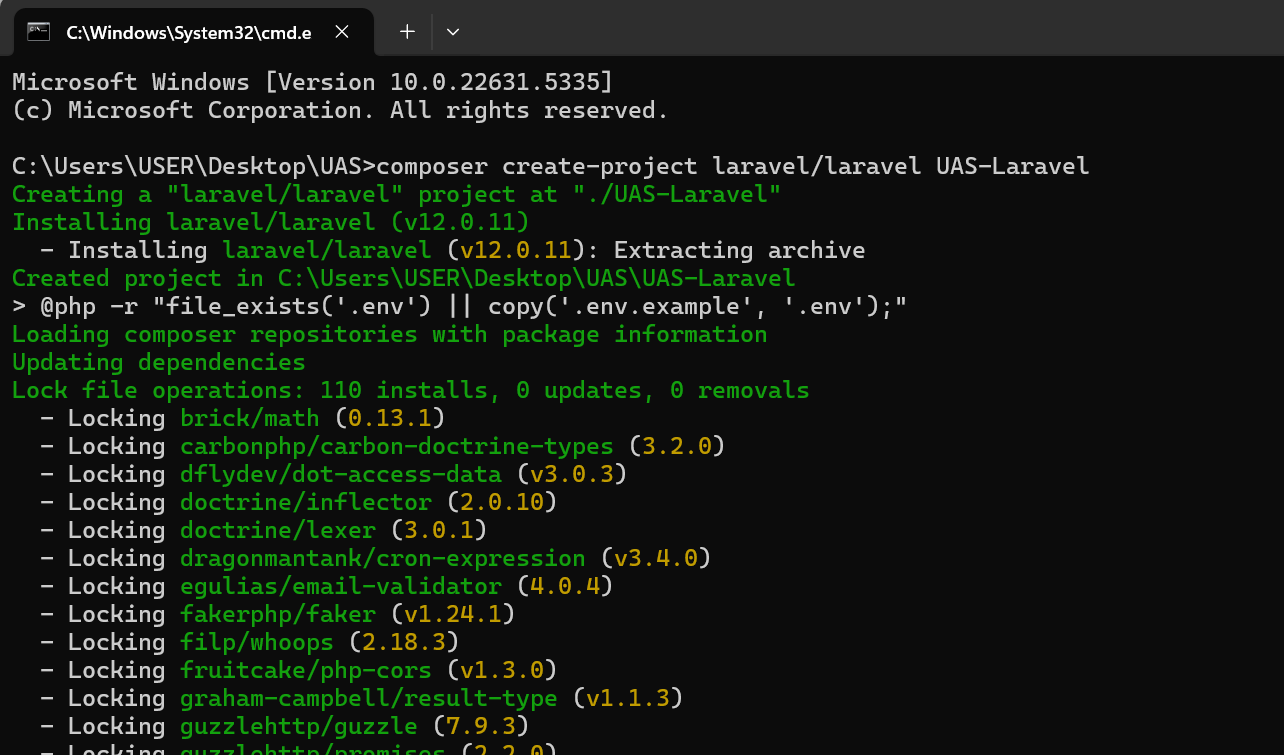 C:\Windows\System32\cmd.e
Microsoft Windows [Version 10.0.22631.5335]
(c) Microsoft Corporation. All rights reserved.
C:\Users\USER\Desktop\UAS>composer create-project laravel/laravel UAS-Laravel
Creating a "laravel/laravel" project at "./UAS-Laravel"
Installing laravel/laravel (v12.0.11)
  - Installing laravel/laravel (v12.0.11): Extracting archive
Created project in C:\Users\USER\Desktop\UAS\UAS-Laravel
> @php -r "file_exists('.env') || copy('.env.example', '.env');"
Loading composer repositories with package information
Updating dependencies
Lock file operations: 110 installs, 0 updates, 0 removals
  - Locking brick/math (0.13.1)
  - Locking carbonphp/carbon-doctrine-types (3.2.0)
  - Locking dflydev/dot-access-data (v3.0.3)
  - Locking doctrine/inflector (2.0.10)
  - Locking doctrine/lexer (3.0.1)
  - Locking dragonmantank/cron-expression (v3.4.0)
  - Locking egulias/email-validator (4.0.4)
  - Locking fakerphp/faker (v1.24.1)
  - Locking filp/whoops (2.18.3)
  - Locking fruitcake/php-cors (v1.3.0)
  - Locking graham-campbell/result-type (v1.1.3)
  - Locking guzzlehttp/guzzle (7.9.3)
  - Locking guzzlehttp/promises (2.2.0)